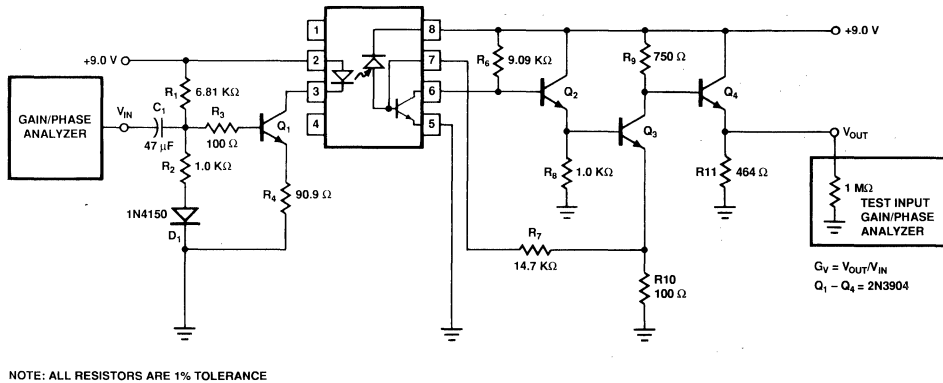 GAIN/PHASE
ANALYZER
+9.0 V
V_IN
C₁
47 μF
R₁
6.81 KΩ
R₃
100 Ω
R₂
1.0 KΩ
1N4150
D₁
Q₁
R₄
90.9 Ω
1
2
3
4
8
7
6
5
R₆
9.09 KΩ
Q₂
R₈
1.0 KΩ
R₇
14.7 KΩ
R₉
750 Ω
Q₃
R10
100 Ω
Q₄
R11
464 Ω
+9.0 V
V_OUT
1 MΩ
TEST INPUT
GAIN/PHASE
ANALYZER
G_V = V_OUT/V_IN
Q₁ – Q₄ = 2N3904
NOTE: ALL RESISTORS ARE 1% TOLERANCE